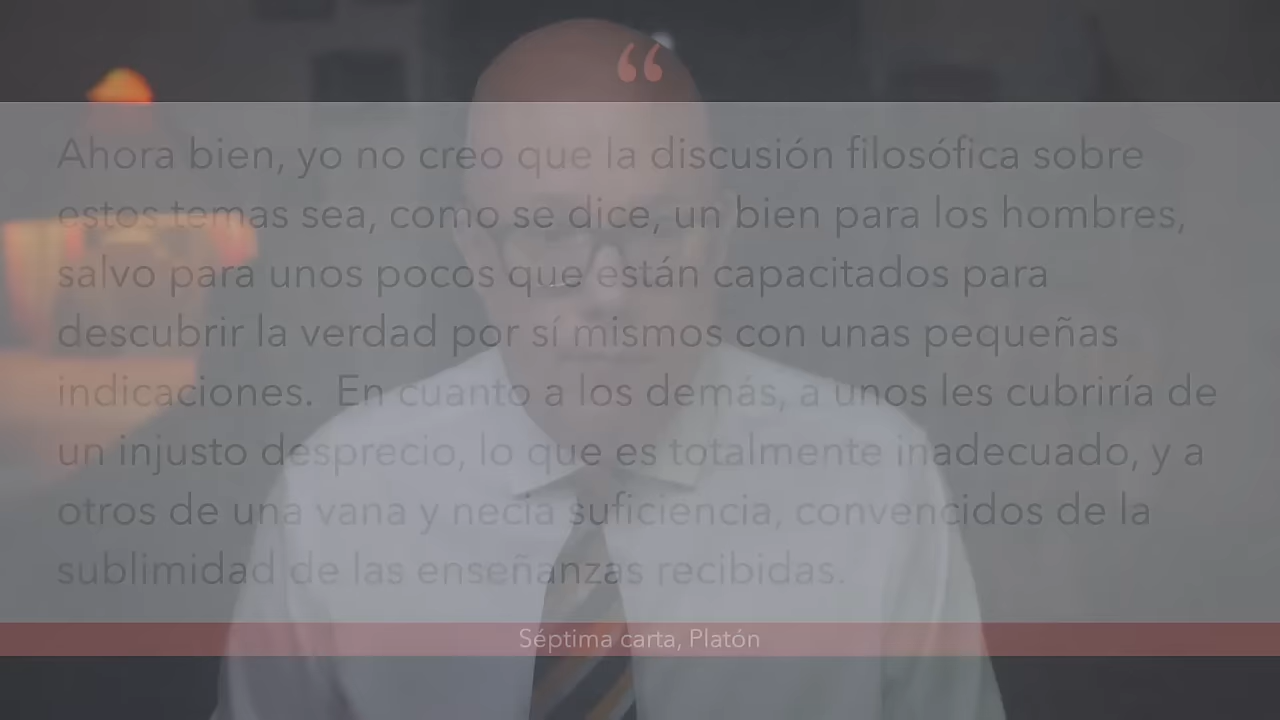 “
Ahora bien, yo no creo que la discusión filosófica sobre
estos temas sea, como se dice, un bien para los hombres,
salvo para unos pocos que están capacitados para
descubrir la verdad por sí mismos con unas pequeñas
indicaciones. En cuanto a los demás, a unos les cubriría de
un injusto desprecio, lo que es totalmente inadecuado, y a
otros de una vana y necia suficiencia, convencidos de la
sublimidad de las enseñanzas recibidas.
Séptima carta, Platón